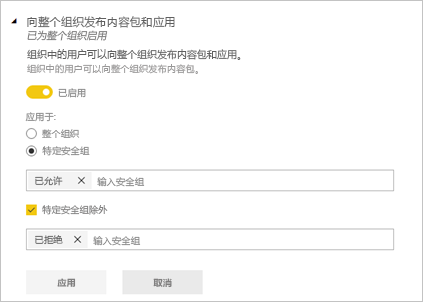 向整个组织发布内容包和应用
已为整个组织启用
组织中的用户可以向整个组织发布内容包和应用。
组织中的用户可以向整个组织发布内容包。
已启用
应用于:
整个组织
特定安全组
已允许 输入安全组
特定安全组除外
已拒绝 输入安全组
应用 取消